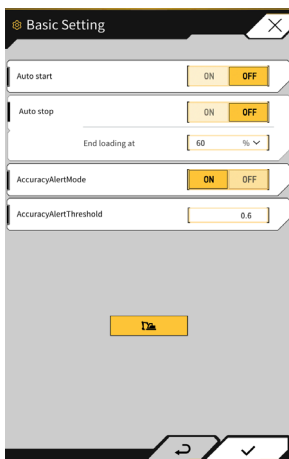 Basic Setting
Auto start
ON OFF
Auto stop
ON OFF
End loading at
60 %
AccuracyAlertMode
ON OFF
AccuracyAlertThreshold
0.6